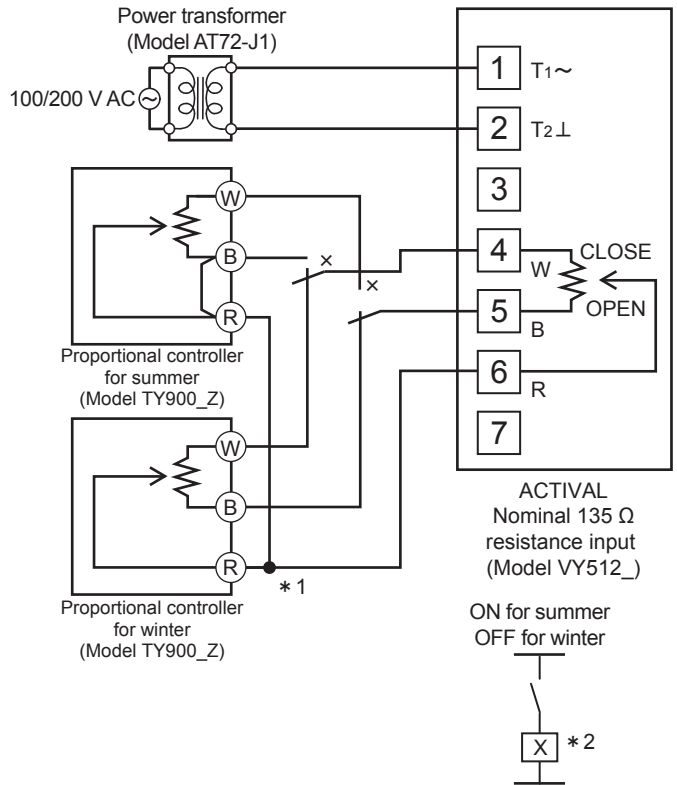 Power transformer
(Model AT72-J1)
100/200 V AC
1 T1～
2 T2⊥
3
4 W
CLOSE
OPEN
5 B
6 R
7
W
B
R
×
×
Proportional controller
for summer
(Model TY900_Z)
W
B
R
*1
Proportional controller
for winter
(Model TY900_Z)
ACTIVAL
Nominal 135 Ω
resistance input
(Model VY512_)
ON for summer
OFF for winter
X *2